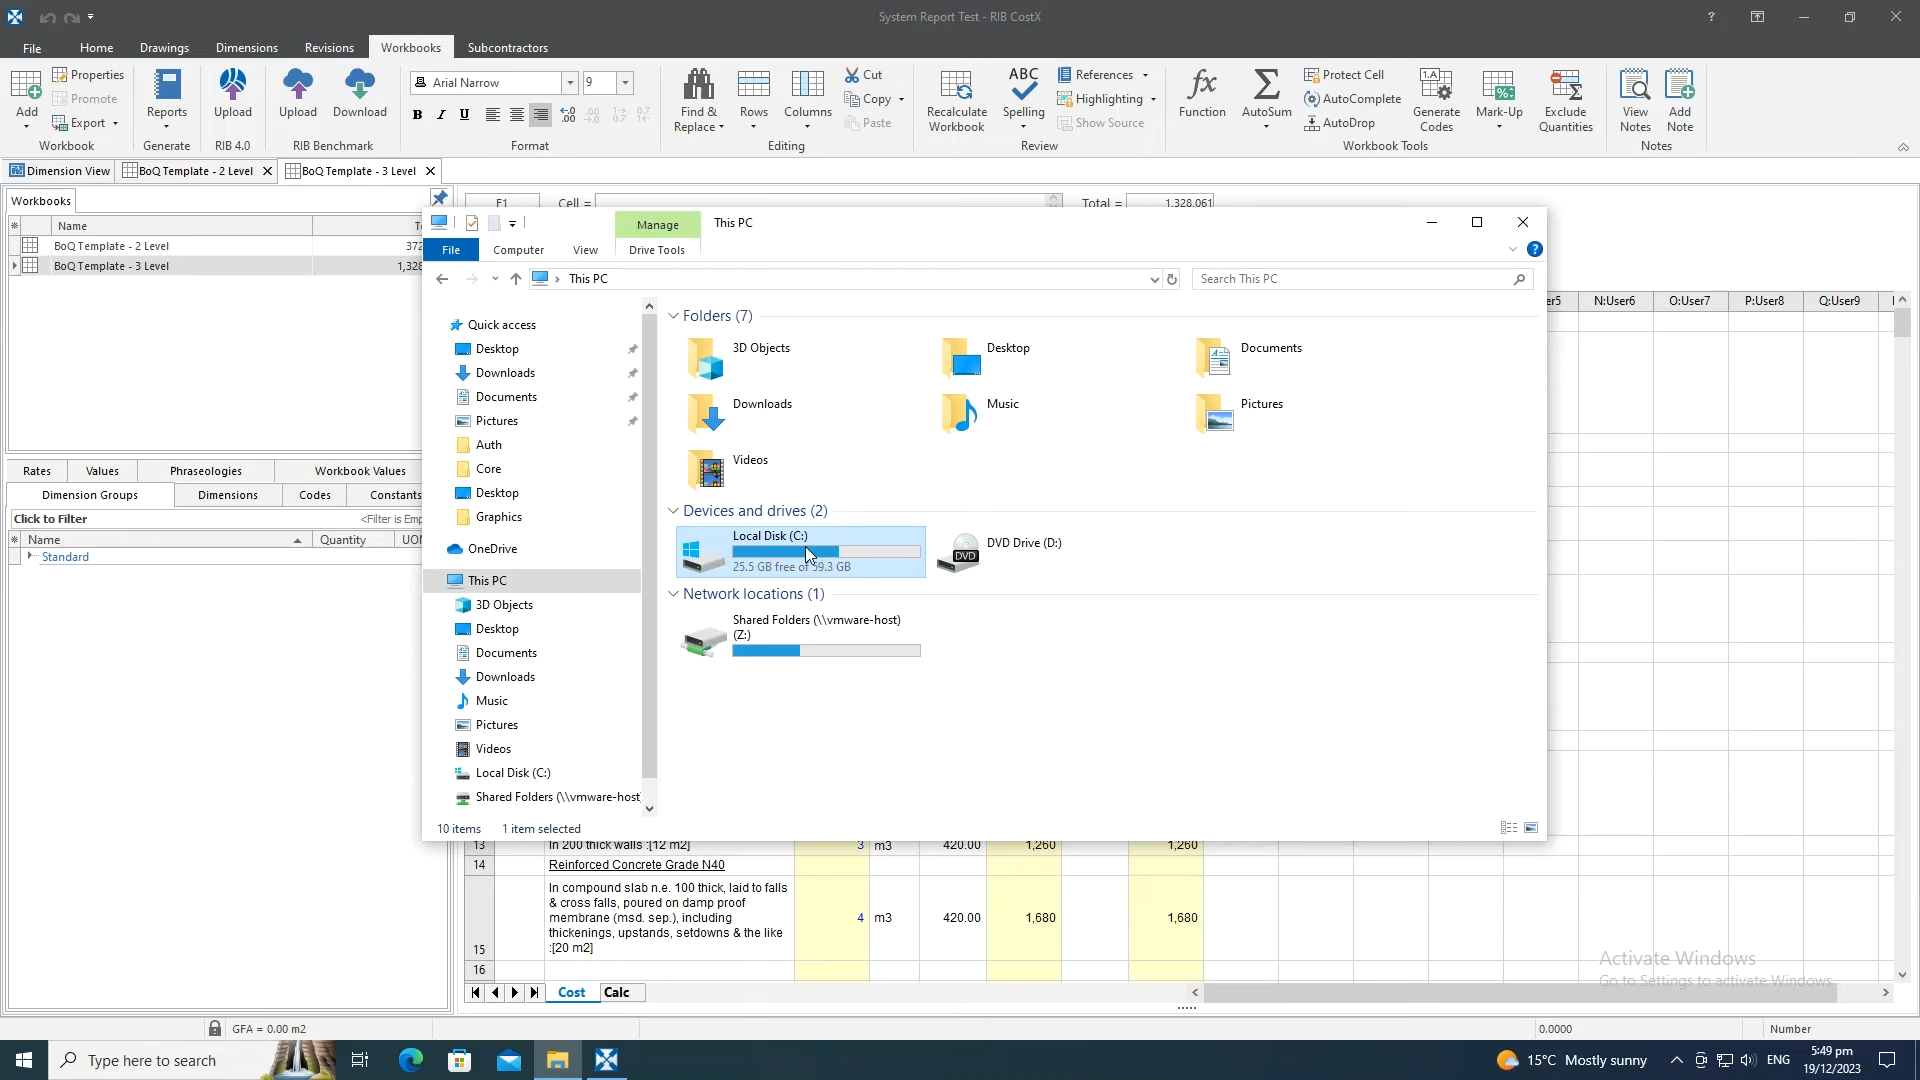 System Report Test - RIB CostX
File Home Drawings Dimensions Revisions Workbooks Subcontractors
Add
Properties
Promote
Export
Workbook
Reports
Generate
Upload
RIB 4.0
Upload
Download
RIB Benchmark
Arial Narrow 9
B I U
Format
Find & Replace
Rows
Columns
Cut
Copy
Paste
Editing
Recalculate Workbook
ABC
Spelling
References
Highlighting
Show Source
Review
Function
AutoSum
Protect Cell
AutoComplete
AutoDrop
Generate Codes
Mark-Up
Exclude Quantities
Workbook Tools
View Notes
Add Note
Notes
Dimension View
BoQ Template - 2 Level
BoQ Template - 3 Level
Workbooks
Name
BoQ Template - 2 Level 372
BoQ Template - 3 Level 1,328
F1 Cell = Total = 1,328,061
Rates Values Phraseologies Workbook Values
Dimension Groups Dimensions Codes Constants
Click to Filter <Filter is Emp
Name Quantity UOM
Standard
Manage
This PC
File Computer View Drive Tools
This PC
Search This PC
Quick access
Desktop
Downloads
Documents
Pictures
Auth
Core
Desktop
Graphics
OneDrive
This PC
3D Objects
Desktop
Documents
Downloads
Music
Pictures
Videos
Local Disk (C:)
Shared Folders (\\vmware-host)
Folders (7)
3D Objects
Desktop
Documents
Downloads
Music
Pictures
Videos
Devices and drives (2)
Local Disk (C:)
25.5 GB free of 59.3 GB
DVD
DVD Drive (D:)
Network locations (1)
Shared Folders (\\vmware-host)
(Z:)
10 items 1 item selected
er5 N:User6 O:User7 P:User8 Q:User9
13 In 200 thick walls :[12 m2] 3 m3 420.00 1,260 1,260
14 Reinforced Concrete Grade N40
In compound slab n.e. 100 thick, laid to falls
& cross falls, poured on damp proof
membrane (msd. sep.), including 4 m3 420.00 1,680 1,680
thickenings, upstands, setdowns & the like
15 :[20 m2]
16
Cost Calc
Activate Windows
Go to Settings to activate Windows.
GFA = 0.00 m2 0.0000 Number
Type here to search
15°C Mostly sunny
ENG
5:49 pm
19/12/2023